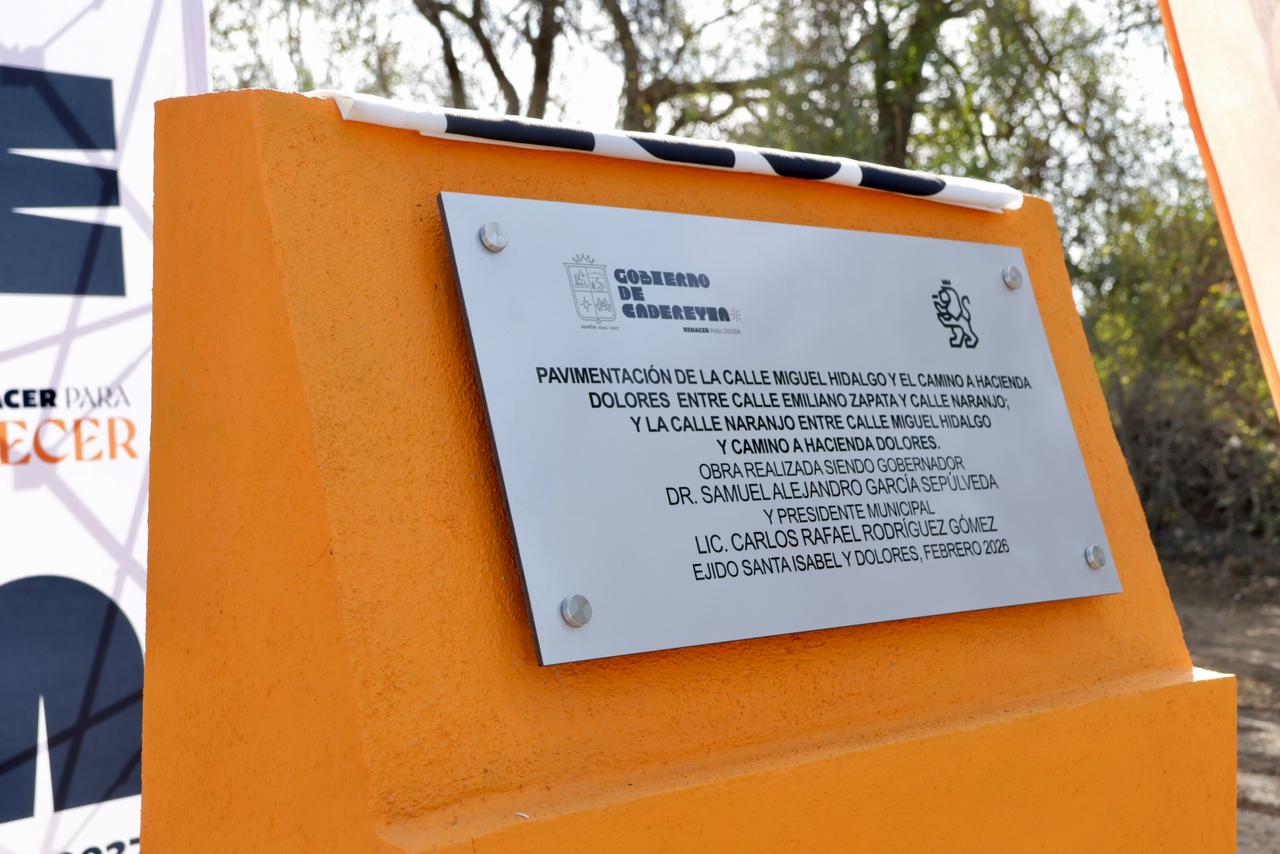 GOBIERNO
DE
CADEREYTA
RENACER PARA CRECER
ADMÓN 2024 - 2027
PAVIMENTACIÓN DE LA CALLE MIGUEL HIDALGO Y EL CAMINO A HACIENDA
DOLORES ENTRE CALLE EMILIANO ZAPATA Y CALLE NARANJO;
Y LA CALLE NARANJO ENTRE CALLE MIGUEL HIDALGO
Y CAMINO A HACIENDA DOLORES.
OBRA REALIZADA SIENDO GOBERNADOR
DR. SAMUEL ALEJANDRO GARCÍA SEPÚLVEDA
Y PRESIDENTE MUNICIPAL
LIC. CARLOS RAFAEL RODRÍGUEZ GÓMEZ
EJIDO SANTA ISABEL Y DOLORES, FEBRERO 2026
ACER PARA
ECER